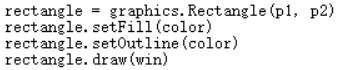 rectangle = graphics.Rectangle(p1, p2)
rectangle.setFill(color)
rectangle.setOutline(color)
rectangle.draw(win)